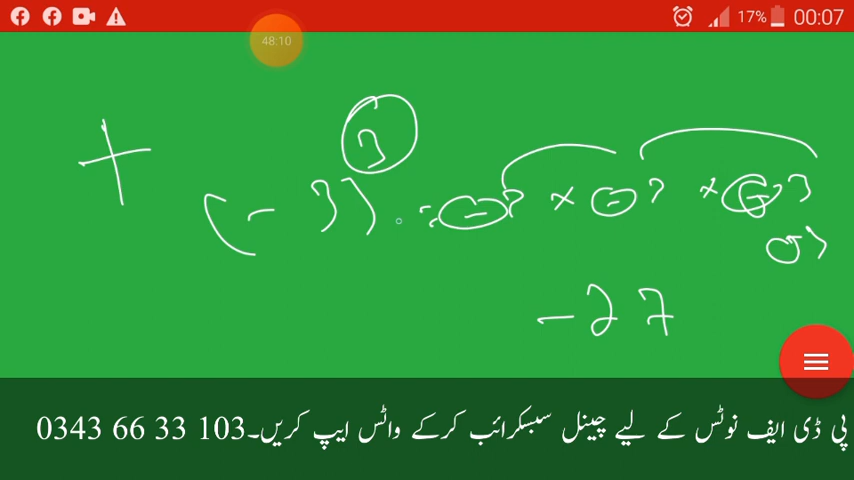 17% 00:07
48:10
+
(-3)³ = -3 × -3 × -3
-27
پی ڈی ایف نوٹس کے لیے چینل سبسکرائب کرکے واٹس ایپ کریں۔103 33 66 0343